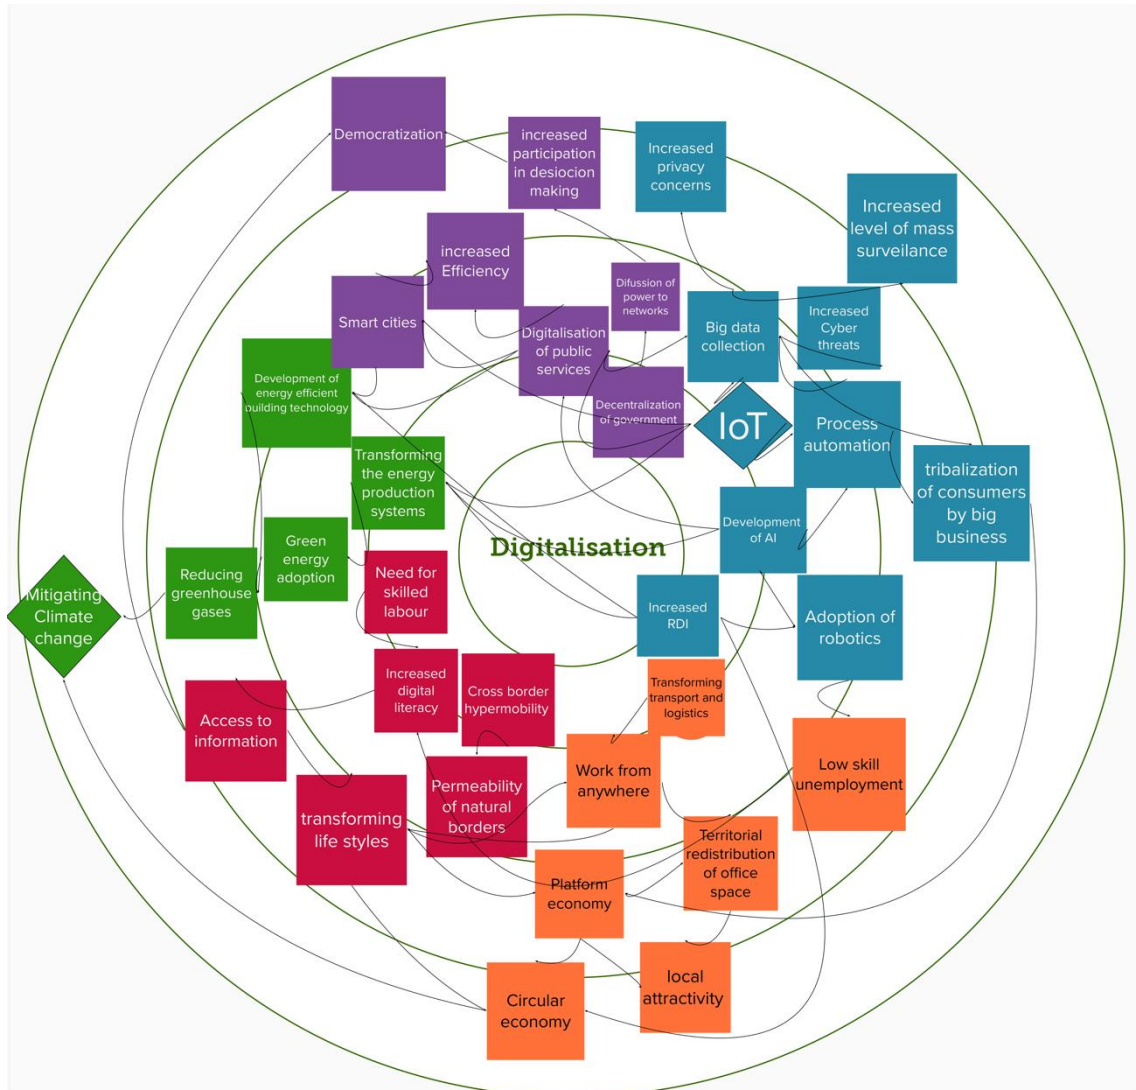 Democratization
increased
participation
in desiocion
making
Increased
privacy
concerns
Increased
level of mass
surveilance
increased
Efficiency
Difussion of
power to
networks
Smart cities
Digitalisation
of public
services
Big data
collection
Increased
Cyber
threats
Development of
energy efficient
building technology
Decentralization
of government
IoT
Process
automation
Transforming
the energy
production
systems
tribalization
of consumers
by big
business
Digitalisation
Development
of AI
Green
energy
adoption
Need for
skilled
labour
Reducing
greenhouse
gases
Mitigating
Climate
change
Increased
RDI
Adoption of
robotics
Increased
digital
literacy
Cross border
hypermobility
Transforming
transport and
logistics
Access to
information
Work from
anywhere
Low skill
unemployment
Permeability
of natural
borders
transforming
life styles
Territorial
redistribution
of office
space
Platform
economy
local
attractivity
Circular
economy